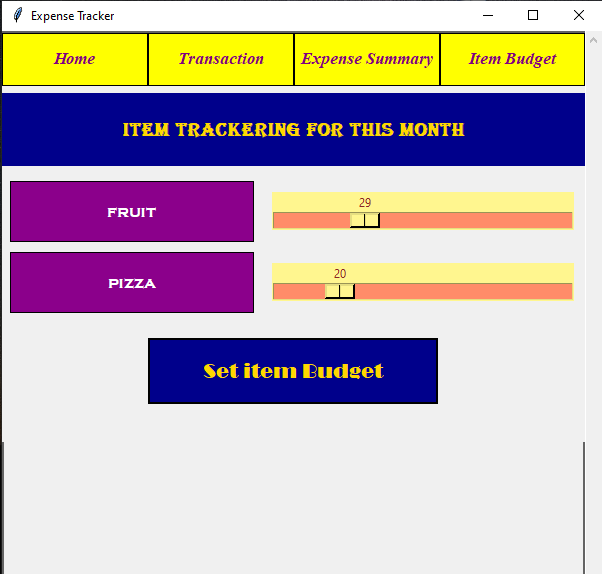 Expense Tracker
Home Transaction Expense Summary Item Budget
ITEM TRACKERING FOR THIS MONTH
FRUIT 29
PIZZA 20
Set item Budget